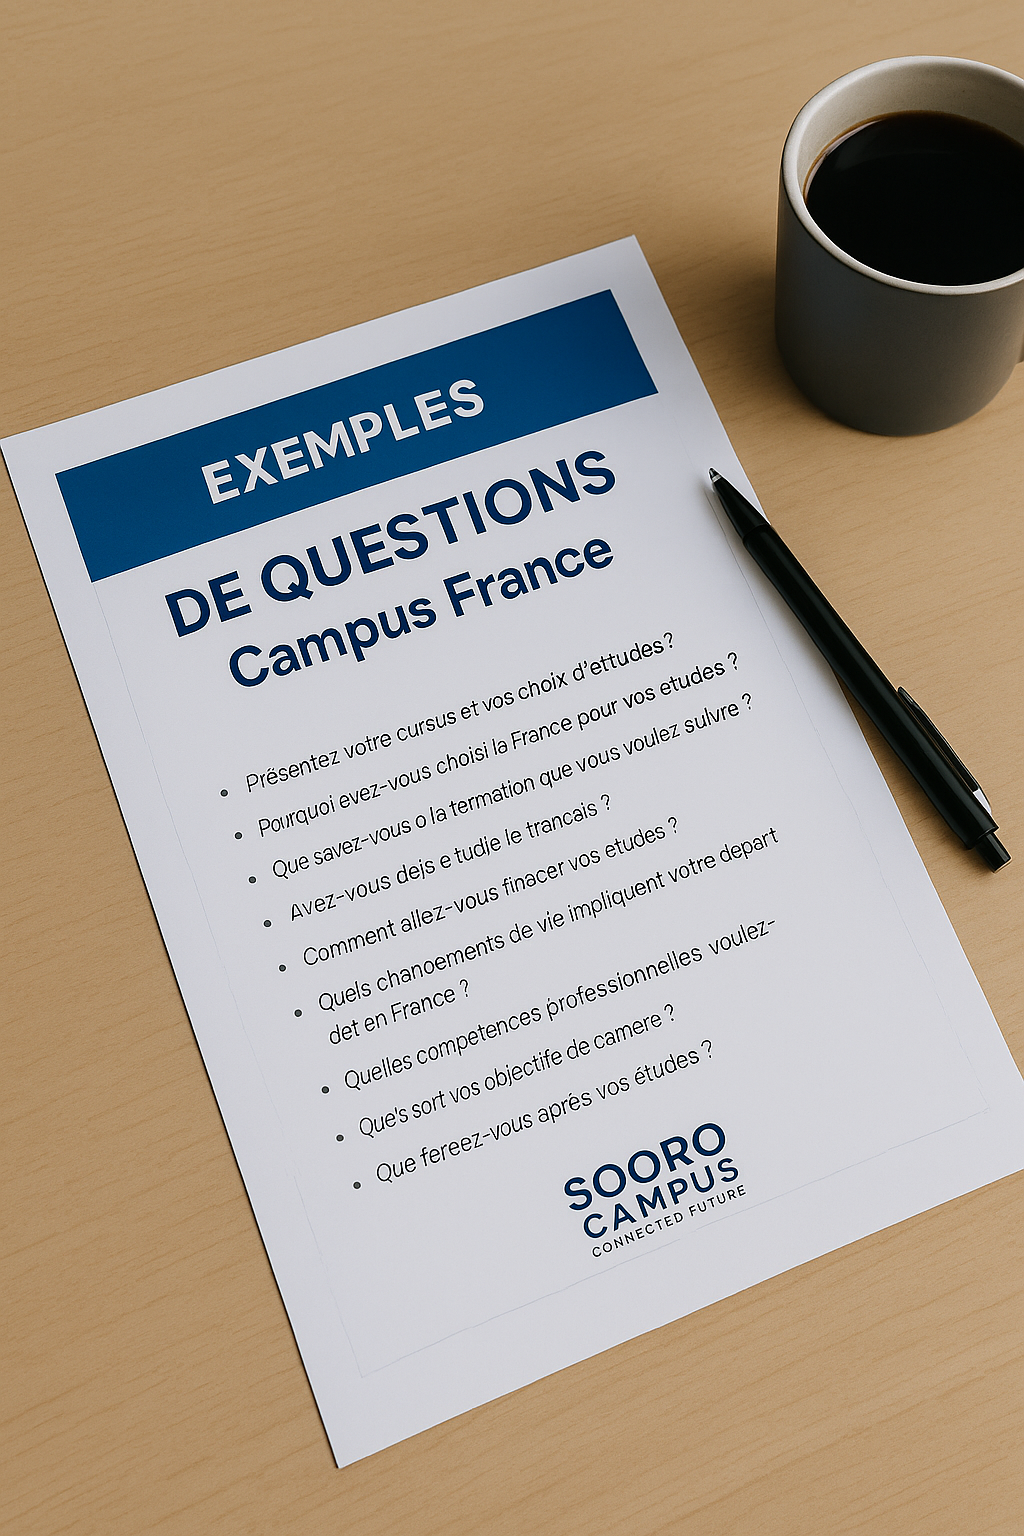 EXEMPLES
DE QUESTIONS
Campus France
• Présentez votre cursus et vos choix d'ettudes?
• Pourquoi evez-vous choisi la France pour vos etudes ?
• Que savez-vous o la termation que vous voulez sulvre ?
• Avez-vous dejs e tudje le trancais ?
• Comment allez-vous finacer vos etudes ?
• Quels chanoements de vie impliquent votre depart
det en France ?
• Quelles competences professionnelles voulez-
• Que's sort vos objectife de camere ?
• Que fereez-vous après vos études ?
SOORO
CAMPUS
CONNECTED FUTURE